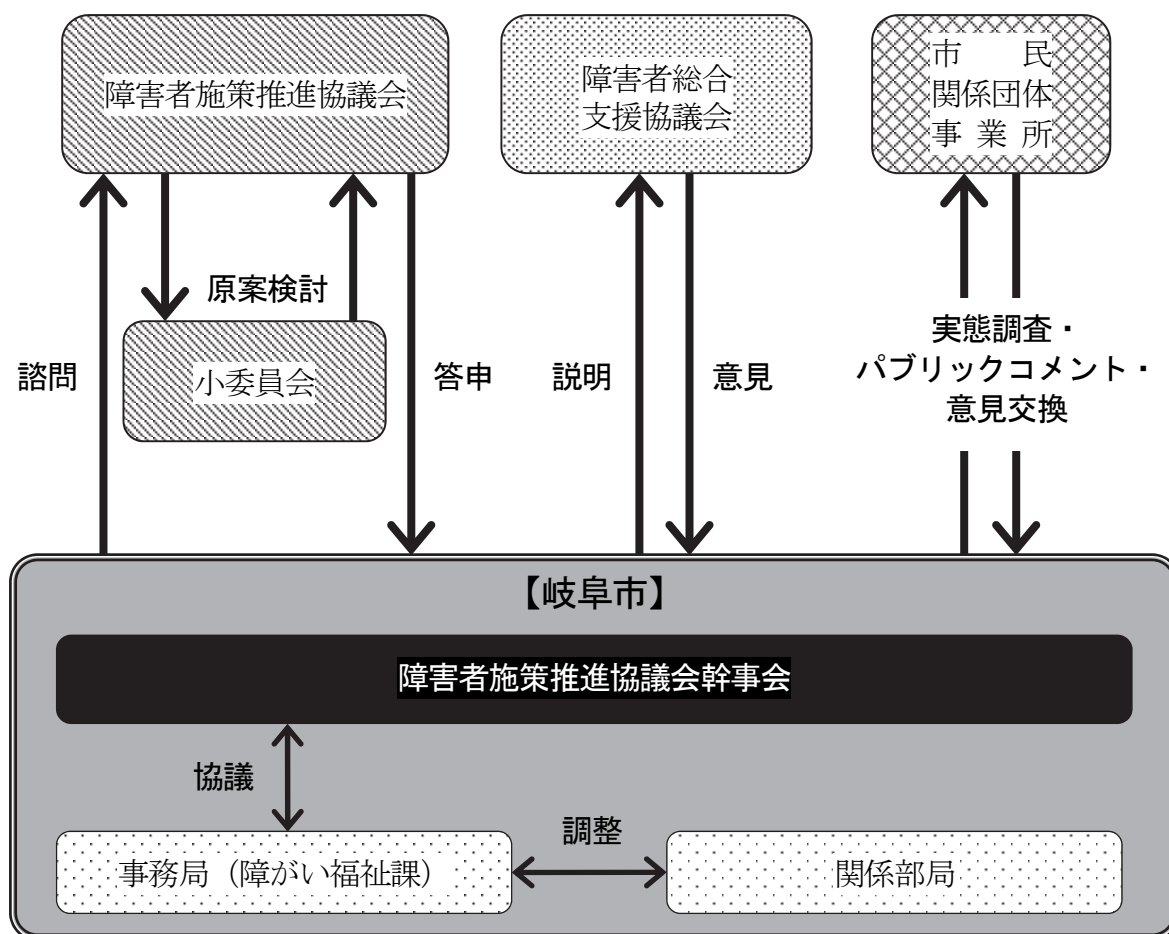 障害者施策推進協議会
障害者総合
支援協議会
市民
関係団体
事業所
原案検討
小委員会
諮問
答申
説明
意見
実態調査・
パブリックコメント・
意見交換
【岐阜市】
障害者施策推進協議会幹事会
協議
事務局（障がい福祉課）
調整
関係部局